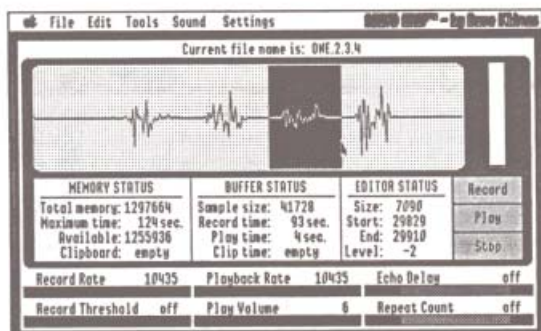 File Edit Tools Sound Settings
Current file name is: ONE.2.3.4
MEMORY STATUS
Total memory: 1297664
Maximum time: 124 sec.
Available: 1255936
Clipboard: empty
BUFFER STATUS
Sample size: 41728
Record time: 93 sec.
Play time: 4 sec.
Clip time: empty
EDITOR STATUS
Size: 7090
Start: 29829
End: 29910
Level: -2
Record
Play
Stop
Record Rate 10435
Playback Rate 10435
Echo Delay off
Record Threshold off
Play Volume 6
Repeat Count off